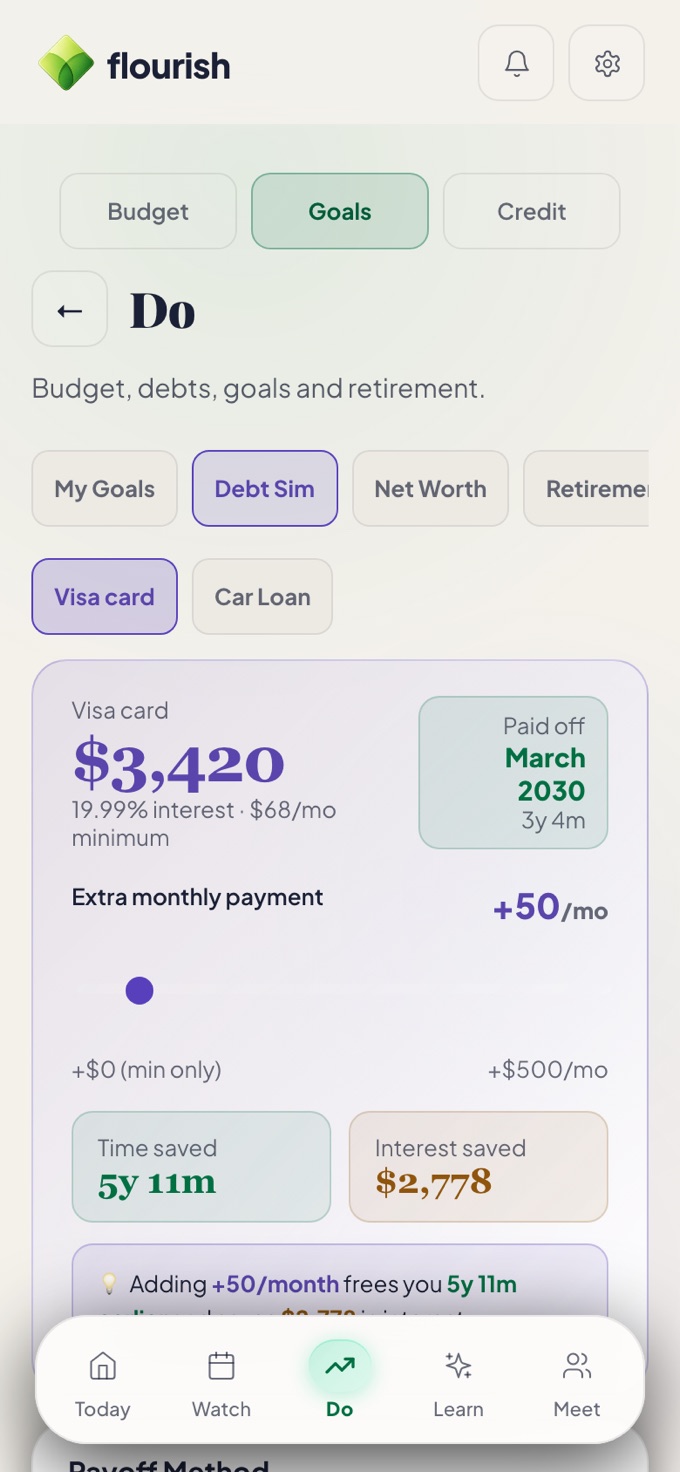 flourish
Budget
Goals
Credit
← Do
Budget, debts, goals and retirement.
My Goals
Debt Sim
Net Worth
Visa card
Car Loan
Visa card
$3,420
19.99% interest · $68/mo
minimum
Paid off
March
2030
3y 4m
Extra monthly payment
+50/mo
+$0 (min only)
+$500/mo
Time saved
5y 11m
Interest saved
$2,778
💡 Adding +50/month frees you 5y 11m
Today
Watch
Do
Learn
Meet
Payoff Method